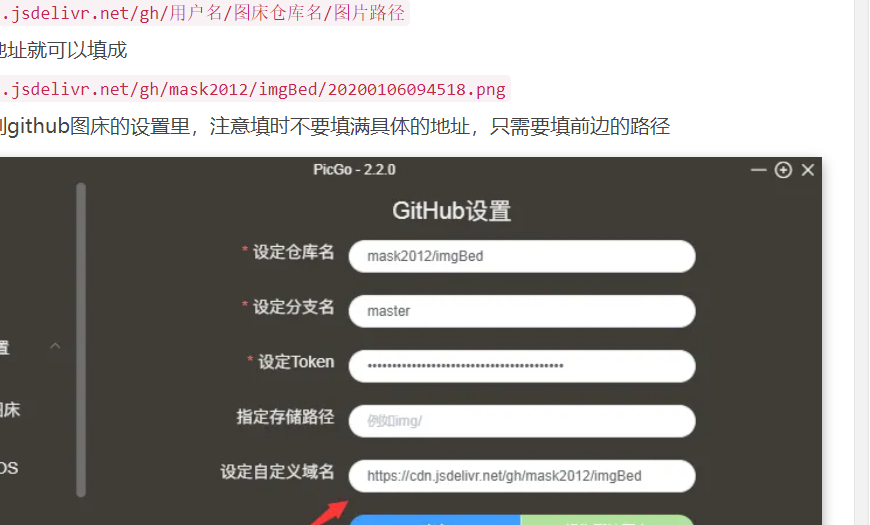 .jsdelivr.net/gh/用户名/图床仓库名/图片路径
地址就可以填成
.jsdelivr.net/gh/mask2012/imgBed/20200106094518.png
到github图床的设置里，注意填时不要填满具体的地址，只需要填前边的路径
PicGo - 2.2.0
GitHub设置
* 设定仓库名 mask2012/imgBed
* 设定分支名 master
置
* 设定Token ••••••••••••••••••••••••••••••••••••••••
图床
指定存储路径 例如img/
OS
设定自定义域名 https://cdn.jsdelivr.net/gh/mask2012/imgBed